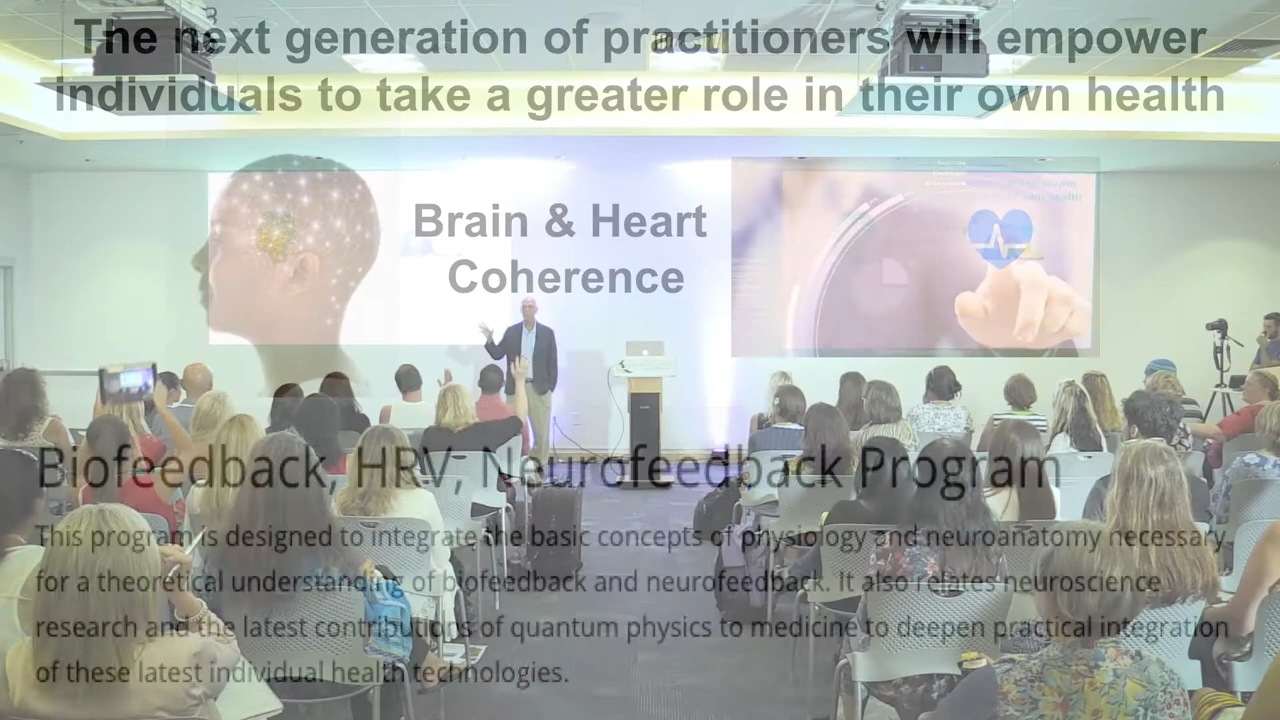 The next generation of practitioners will empower
individuals to take a greater role in their own health
Brain & Heart
Coherence
Biofeedback, HRV, Neurofeedback Program
This program is designed to integrate the basic concepts of physiology and neuroanatomy necessary
for a theoretical understanding of biofeedback and neurofeedback. It also relates neuroscience
research and the latest contributions of quantum physics to medicine to deepen practical integration
of these latest individual health technologies.